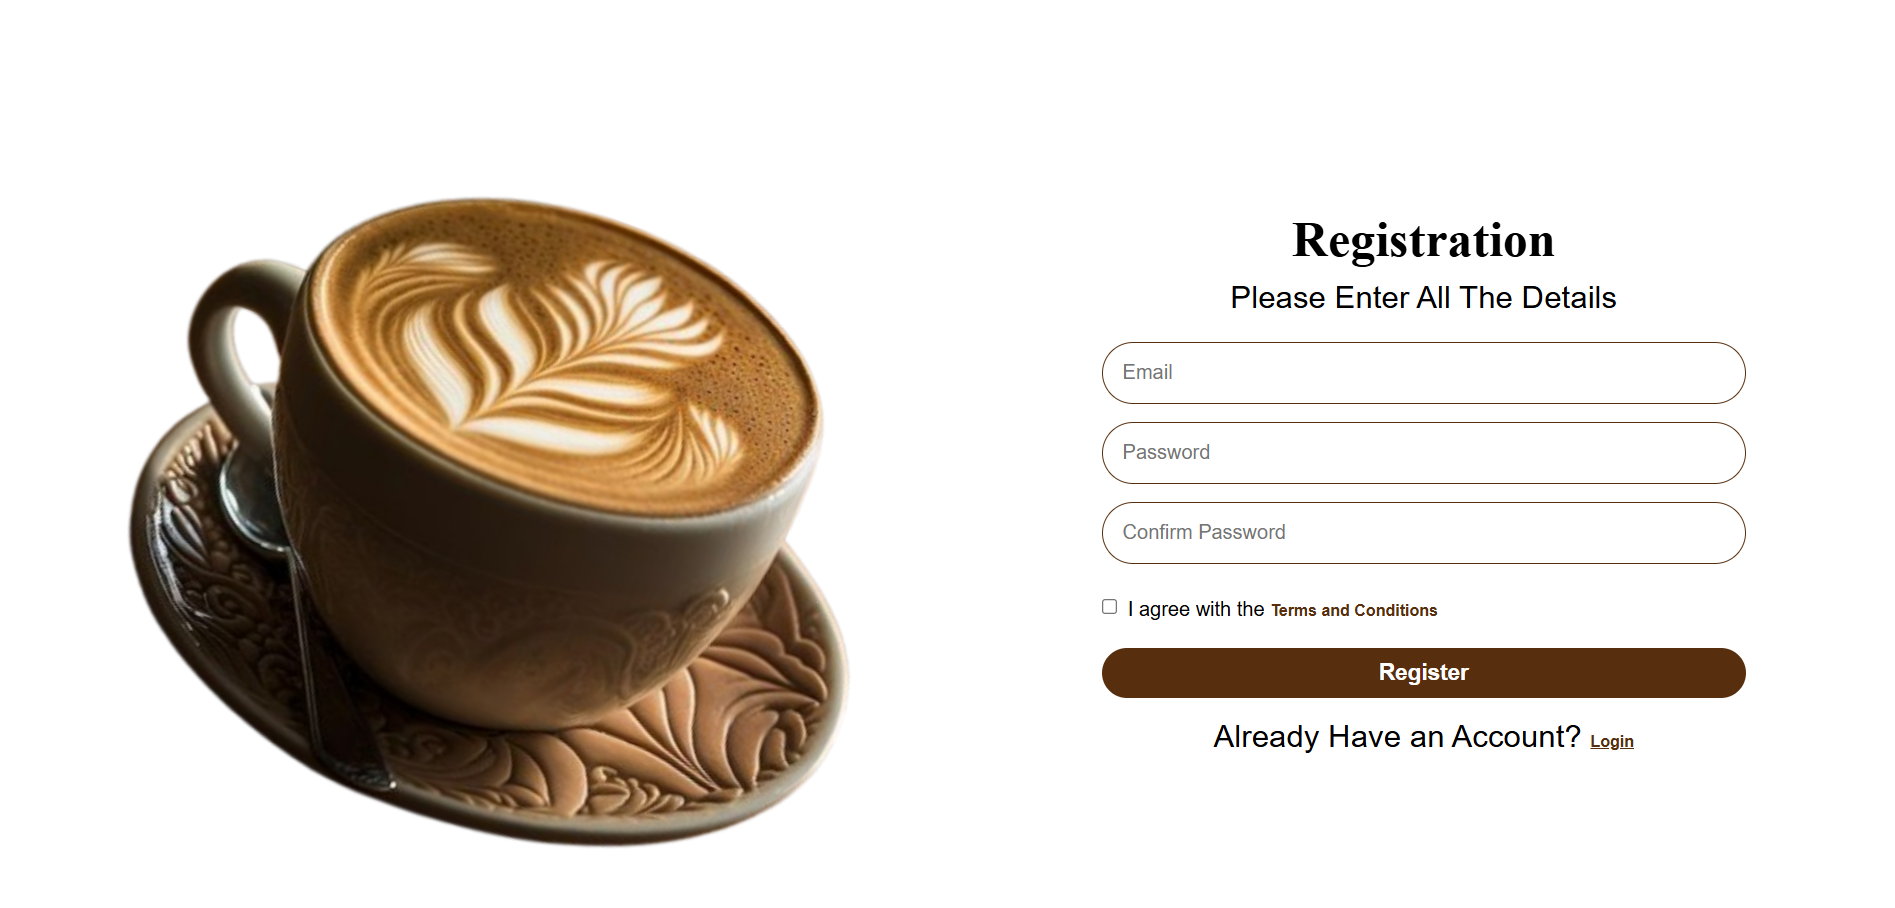 Registration
Please Enter All The Details
Email
Password
Confirm Password
I agree with the Terms and Conditions
Register
Already Have an Account? Login